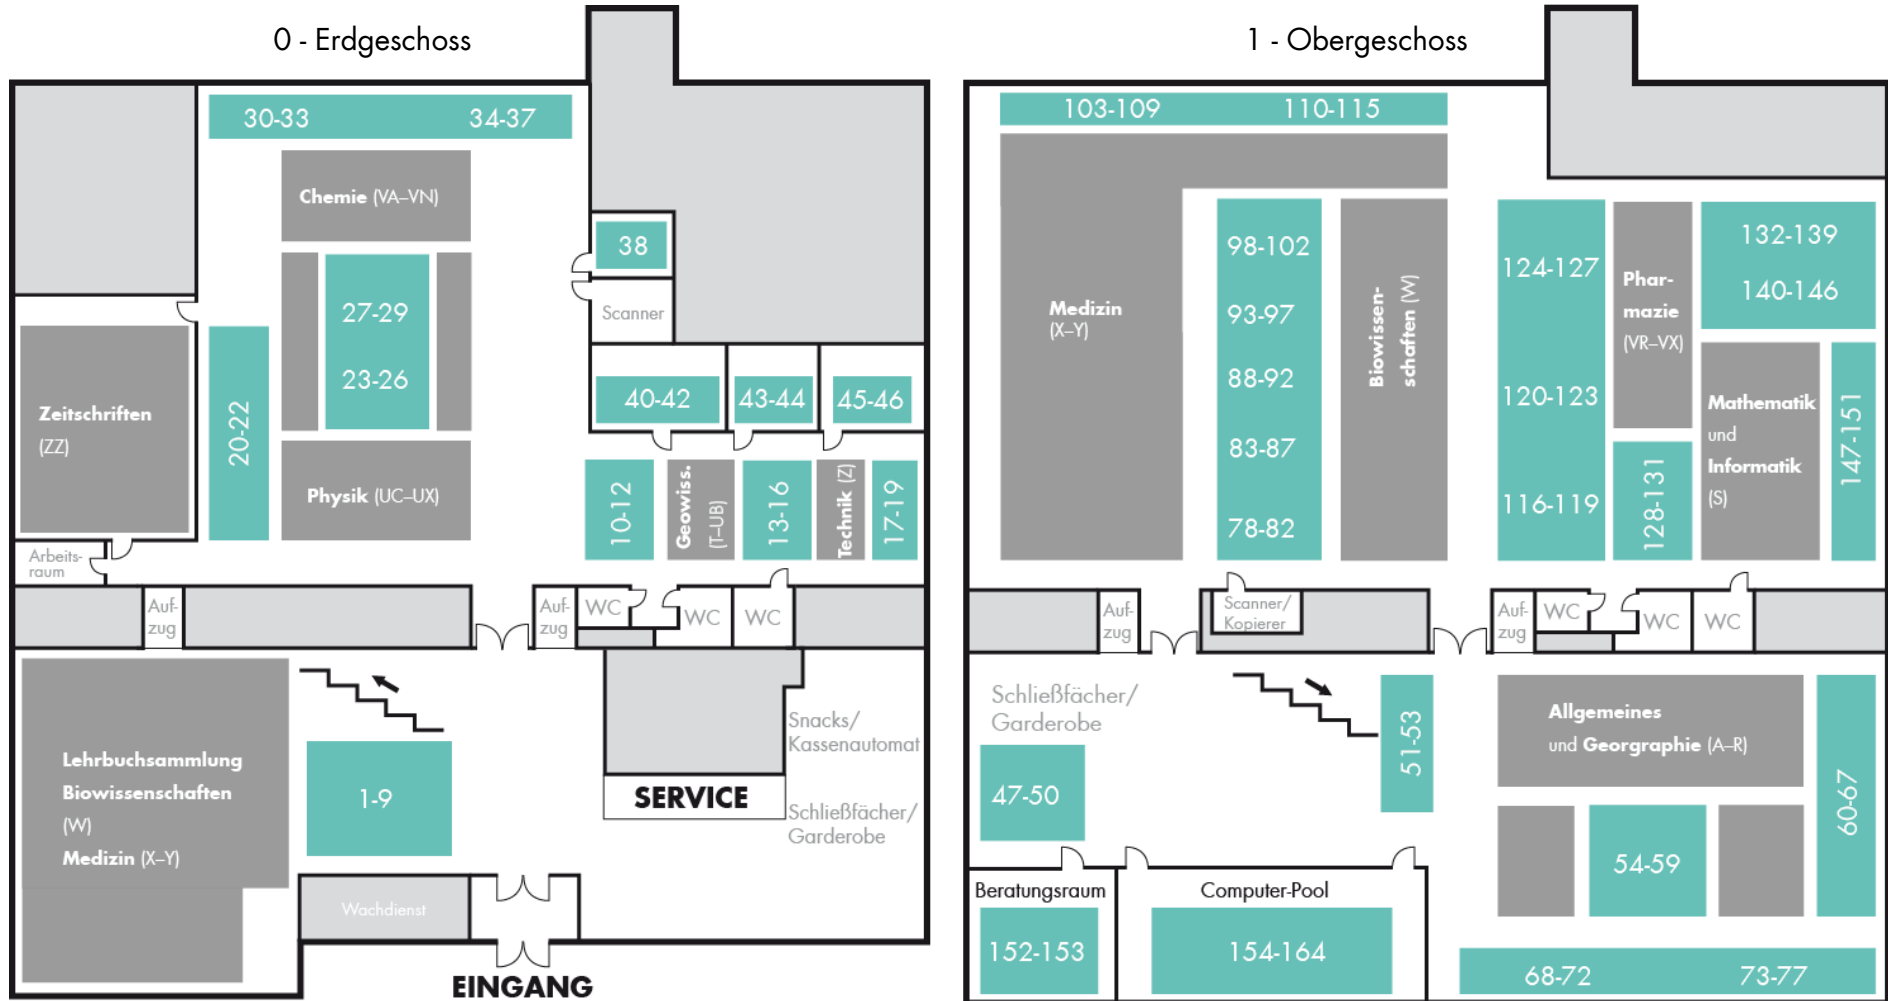 0 - Erdgeschoss
30-33
34-37
Chemie (VA–VN)
38
27-29
Scanner
23-26
Zeitschriften
(ZZ)
20-22
40-42
43-44
45-46
Physik (UC–UX)
10-12
Geowiss.
(T–UB)
13-16
Technik (Z)
17-19
Arbeits-
raum
Auf-
zug
Auf-
zug
WC
WC
WC
Snacks/
Kassenautomat
Lehrbuchsammlung
Biowissenschaften
(W)
Medizin (X–Y)
1-9
SERVICE
Schließfächer/
Garderobe
Wachdienst
EINGANG
1 - Obergeschoss
103-109
110-115
98-102
132-139
124-127
Phar-
mazie
(VR–VX)
140-146
Medizin
(X–Y)
93-97
Biowissen-
schaften (W)
88-92
120-123
Mathematik
und
Informatik
(S)
147-151
83-87
116-119
128-131
78-82
Auf-
zug
Scanner/
Kopierer
Auf-
zug
WC
WC
WC
Schließfächer/
Garderobe
51-53
Allgemeines
und Georgraphie (A–R)
47-50
60-67
54-59
Beratungsraum
Computer-Pool
152-153
154-164
68-72
73-77